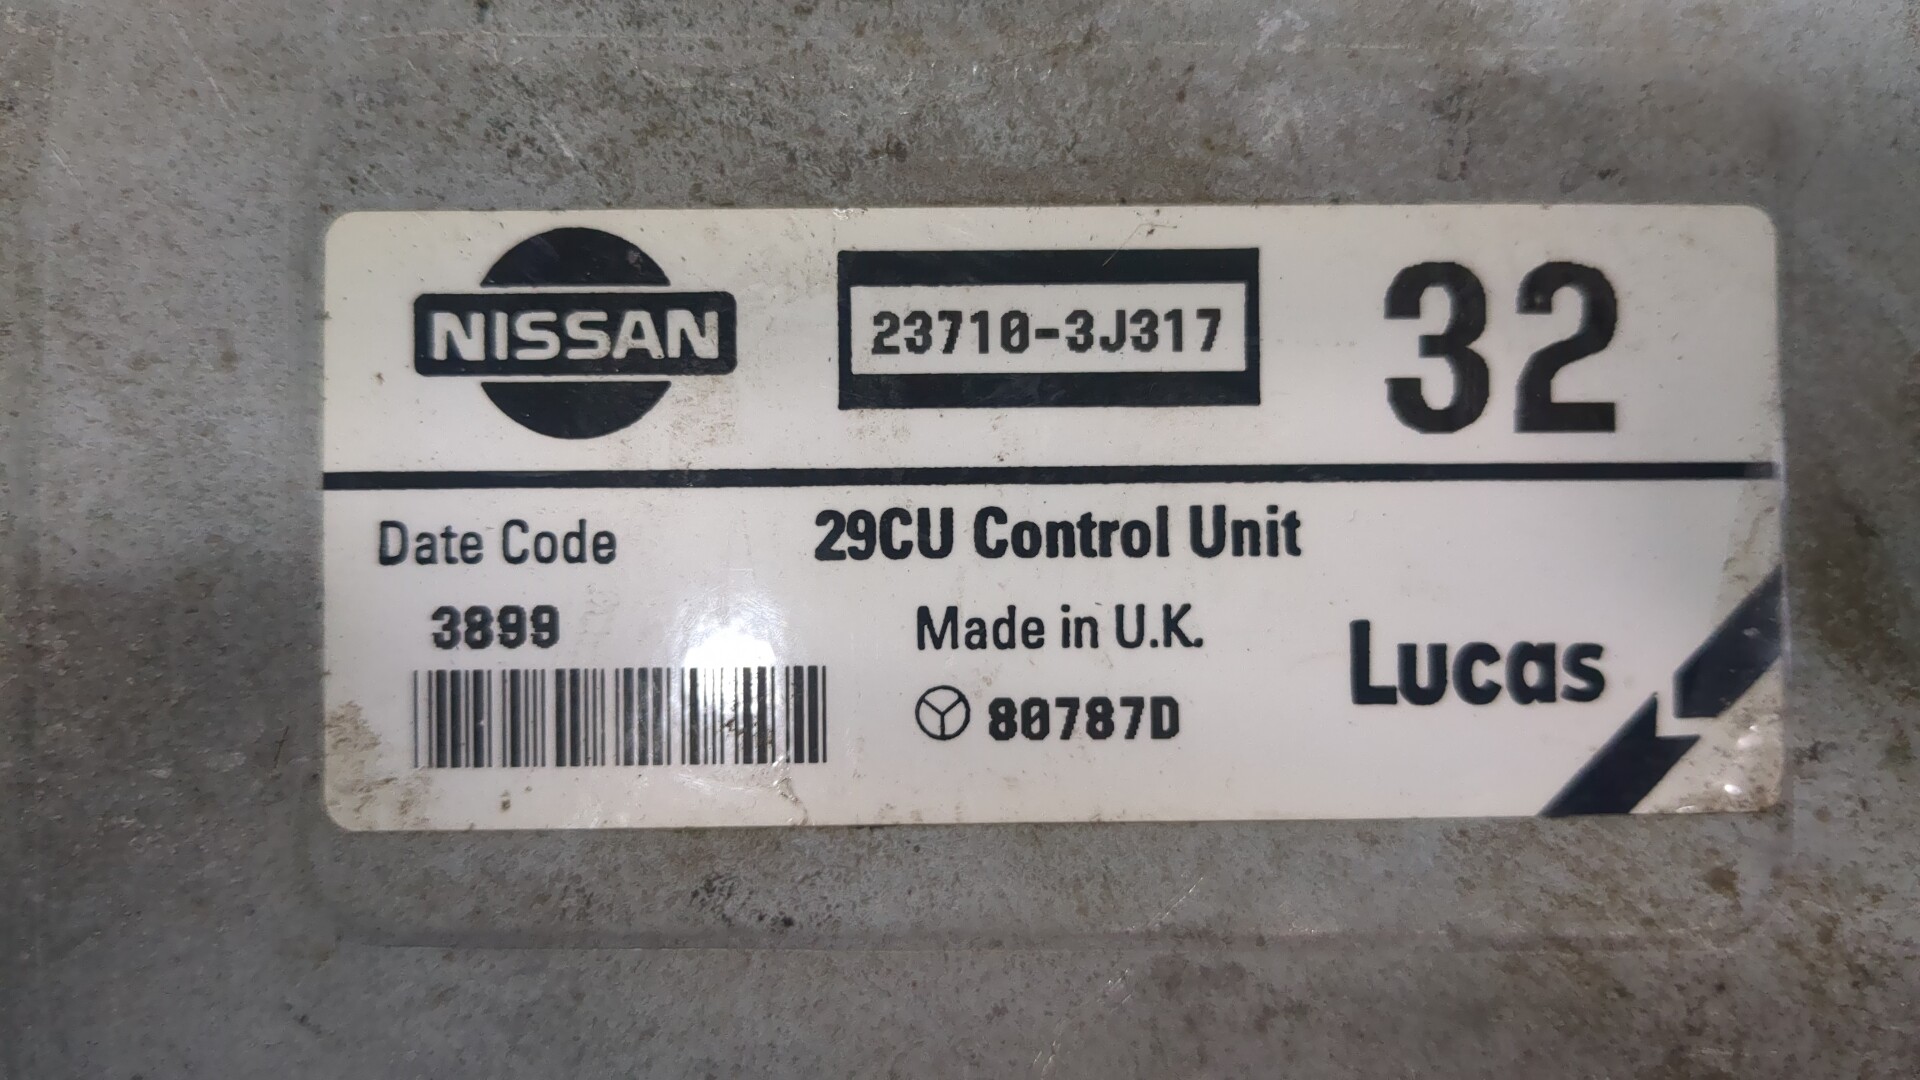 NISSAN
23710-3J317
32
Date Code
29CU Control Unit
3899
Made in U.K.
80787D
Lucas